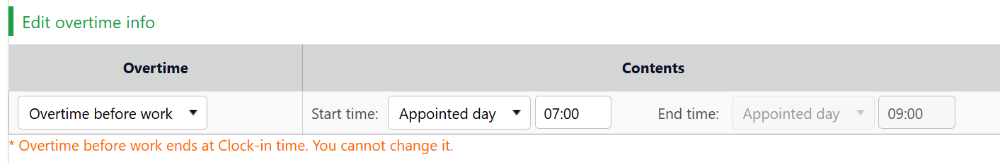 Edit overtime info
Overtime Contents
Overtime before work Start time: Appointed day 07:00 End time: Appointed day 09:00
* Overtime before work ends at Clock-in time. You cannot change it.